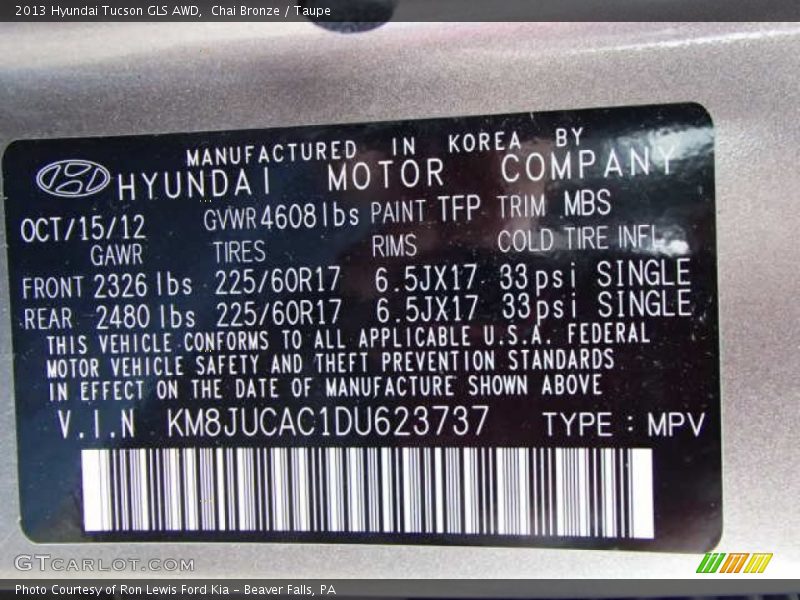 2013 Hyundai Tucson GLS AWD,  Chai Bronze / Taupe
MANUFACTURED IN KOREA BY
HYUNDAI MOTOR COMPANY
OCT/15/12 GVWR 4608lbs PAINT TFP TRIM MBS
GAWR TIRES RIMS COLD TIRE INFL.
FRONT 2326 lbs 225/60R17 6.5JX17 33psi SINGLE
REAR 2480 lbs 225/60R17 6.5JX17 33psi SINGLE
THIS VEHICLE CONFORMS TO ALL APPLICABLE U.S.A. FEDERAL
MOTOR VEHICLE SAFETY AND THEFT PREVENTION STANDARDS
IN EFFECT ON THE DATE OF MANUFACTURE SHOWN ABOVE
V.I.N KM8JUCAC1DU623737 TYPE : MPV
GTCARLOT.COM
Photo Courtesy of Ron Lewis Ford Kia - Beaver Falls, PA